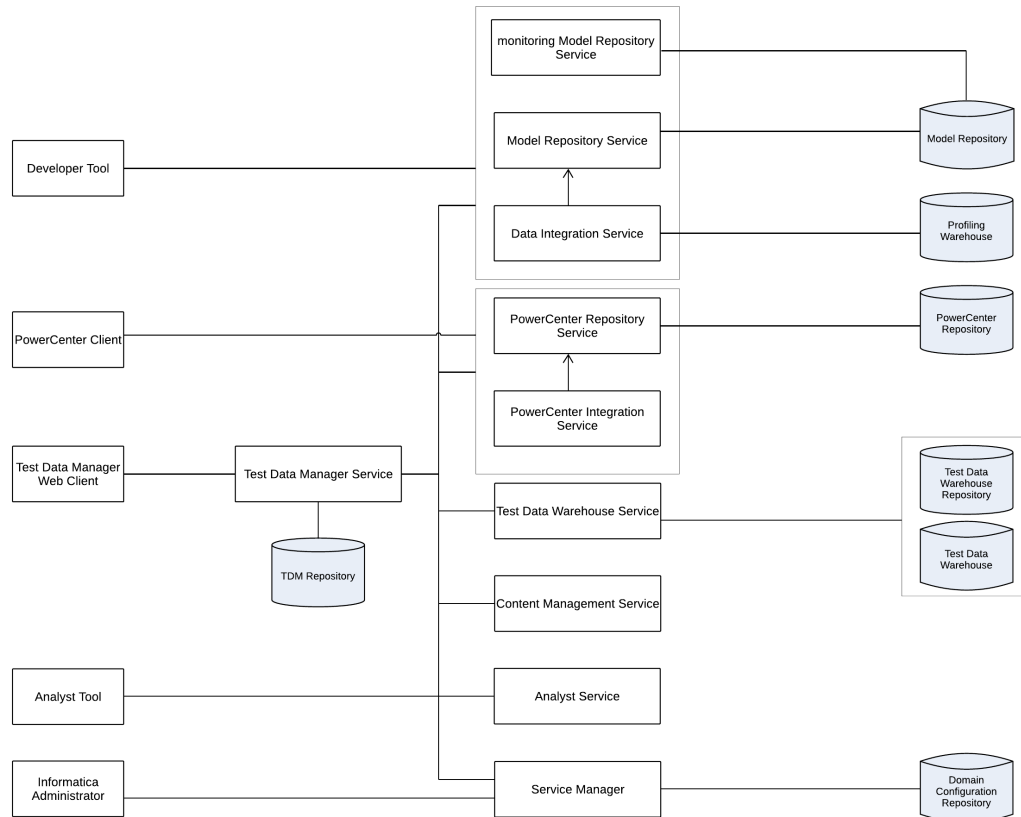 monitoring Model Repository
Service
Model Repository Service
Model Repository
Developer Tool
Data Integration Service
Profiling
Warehouse
PowerCenter Repository
Service
PowerCenter
Repository
PowerCenter Client
PowerCenter Integration
Service
Test Data Manager
Web Client
Test Data Manager Service
Test Data
Warehouse
Repository
Test Data Warehouse Service
Test Data
Warehouse
TDM Repository
Content Management Service
Analyst Tool
Analyst Service
Informatica
Administrator
Service Manager
Domain
Configuration
Repository